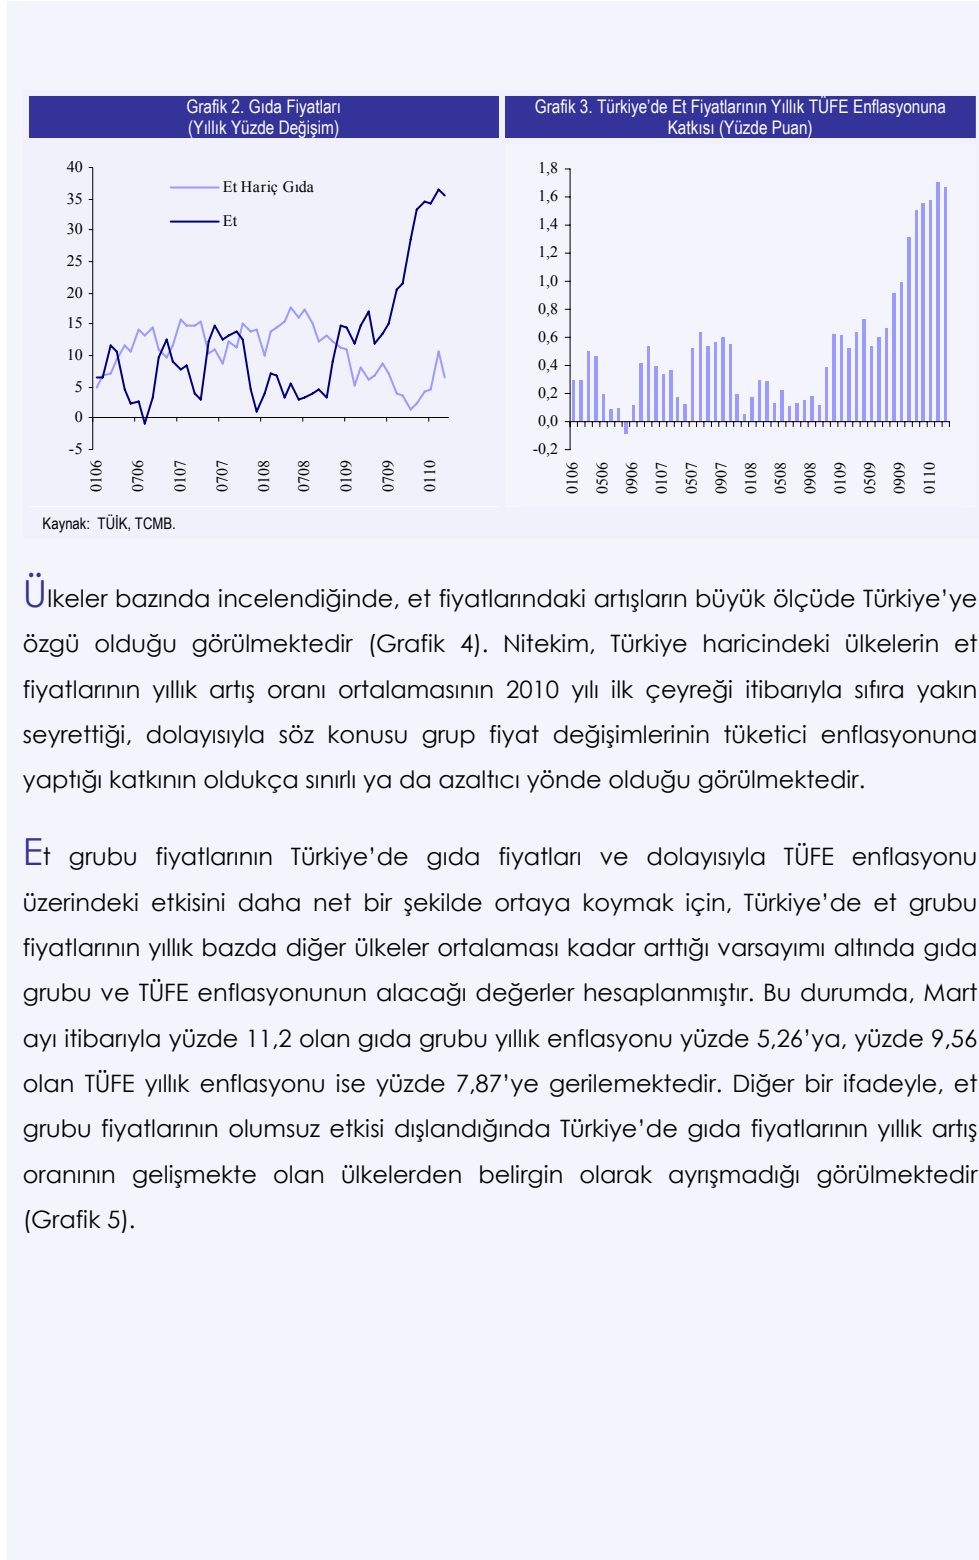 Grafik 2. Gıda Fiyatları
(Yıllık Yüzde Değişim)
40
35
30
25
20
15
10
5
0
-5
Et Hariç Gıda
Et
0106
0706
0107
0707
0108
0708
0109
0709
0110
Grafik 3. Türkiye’de Et Fiyatlarının Yıllık TÜFE Enflasyonuna
Katkısı (Yüzde Puan)
1,8
1,6
1,4
1,2
1,0
0,8
0,6
0,4
0,2
0,0
-0,2
0106
0506
0906
0107
0507
0907
0108
0508
0908
0109
0509
0909
0110
Kaynak: TÜİK, TCMB.
Ülkeler bazında incelendiğinde, et fiyatlarındaki artışların büyük ölçüde Türkiye’ye
özgü olduğu görülmektedir (Grafik 4). Nitekim, Türkiye haricindeki ülkelerin et
fiyatlarının yıllık artış oranı ortalamasının 2010 yılı ilk çeyreği itibarıyla sıfıra yakın
seyrettiği, dolayısıyla söz konusu grup fiyat değişimlerinin tüketici enflasyonuna
yaptığı katkının oldukça sınırlı ya da azaltıcı yönde olduğu görülmektedir.
Et grubu fiyatlarının Türkiye’de gıda fiyatları ve dolayısıyla TÜFE enflasyonu
üzerindeki etkisini daha net bir şekilde ortaya koymak için, Türkiye’de et grubu
fiyatlarının yıllık bazda diğer ülkeler ortalaması kadar arttığı varsayımı altında gıda
grubu ve TÜFE enflasyonunun alacağı değerler hesaplanmıştır. Bu durumda, Mart
ayı itibarıyla yüzde 11,2 olan gıda grubu yıllık enflasyonu yüzde 5,26’ya, yüzde 9,56
olan TÜFE yıllık enflasyonu ise yüzde 7,87’ye gerilemektedir. Diğer bir ifadeyle, et
grubu fiyatlarının olumsuz etkisi dışlandığında Türkiye’de gıda fiyatlarının yıllık artış
oranının gelişmekte olan ülkelerden belirgin olarak ayrışmadığı görülmektedir
(Grafik 5).